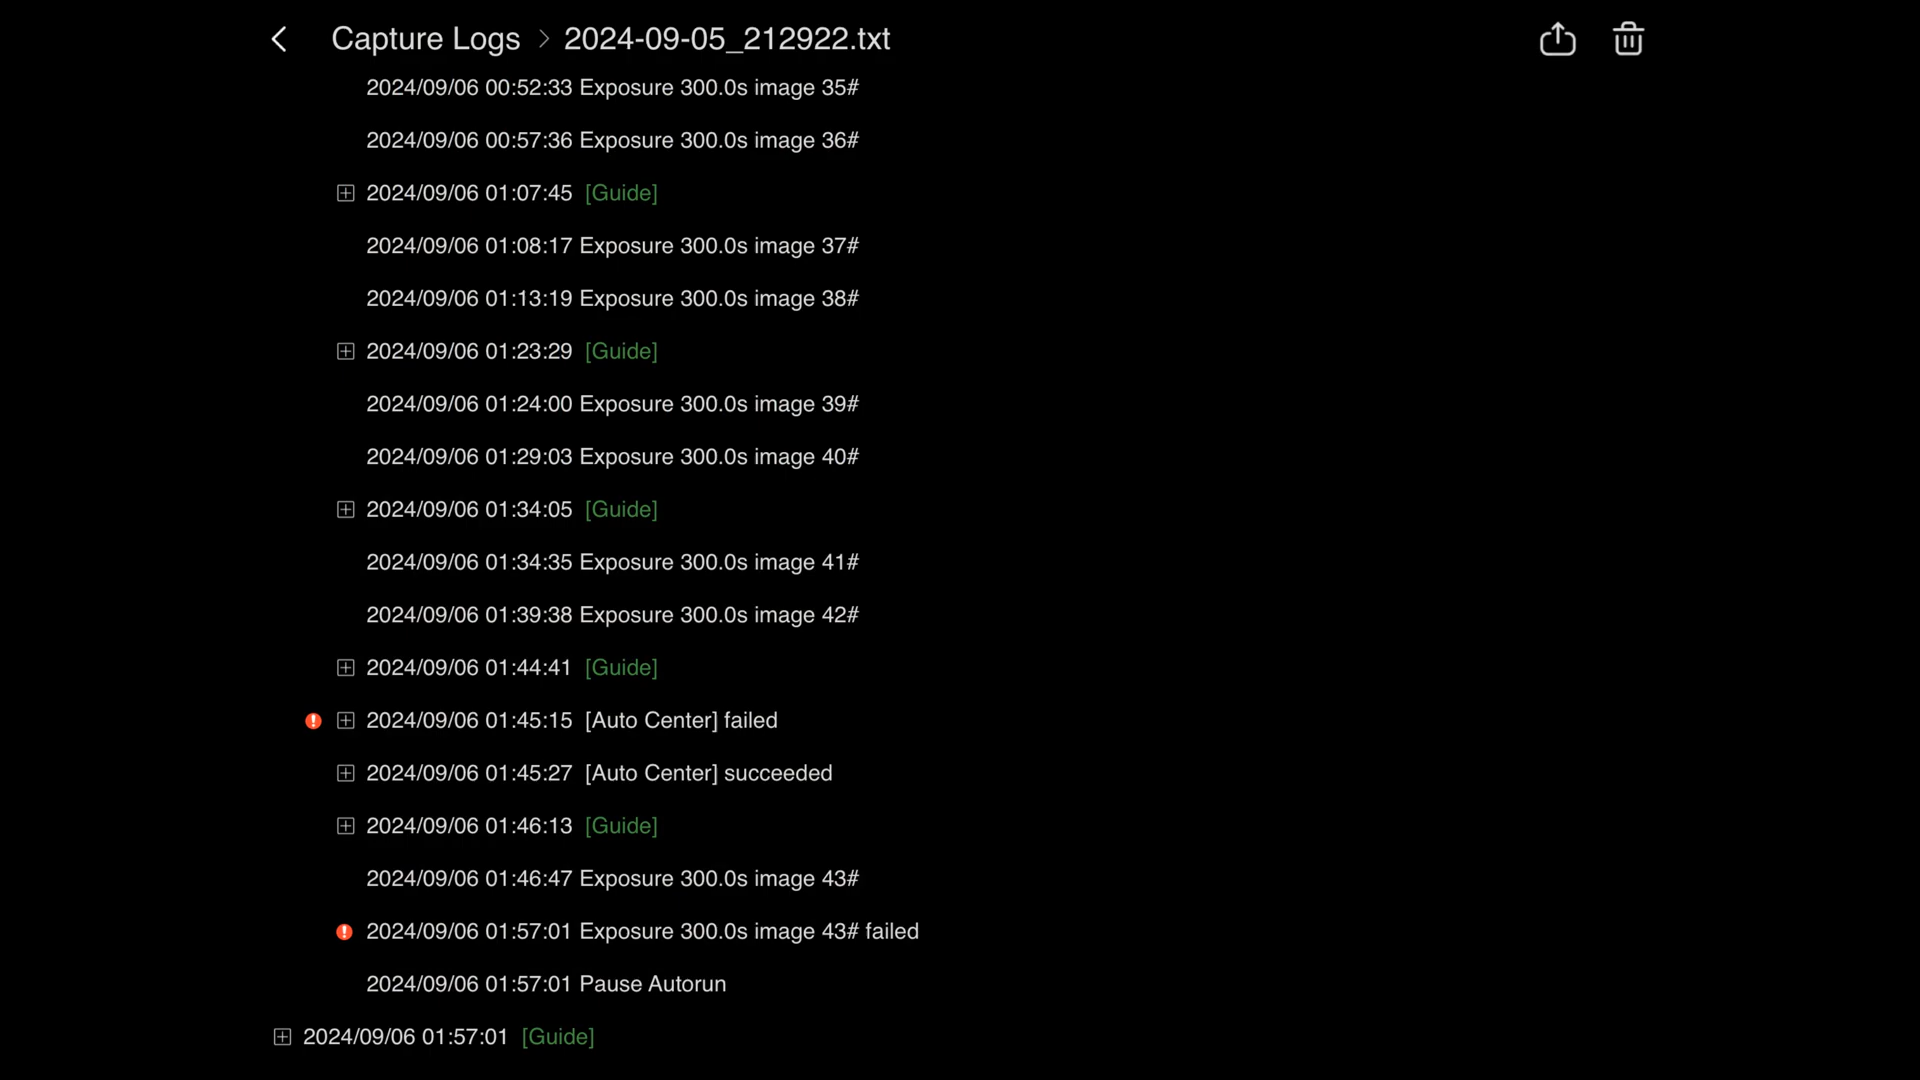 Capture Logs > 2024-09-05_212922.txt
2024/09/06 00:52:33 Exposure 300.0s image 35#
2024/09/06 00:57:36 Exposure 300.0s image 36#
2024/09/06 01:07:45 [Guide]
2024/09/06 01:08:17 Exposure 300.0s image 37#
2024/09/06 01:13:19 Exposure 300.0s image 38#
2024/09/06 01:23:29 [Guide]
2024/09/06 01:24:00 Exposure 300.0s image 39#
2024/09/06 01:29:03 Exposure 300.0s image 40#
2024/09/06 01:34:05 [Guide]
2024/09/06 01:34:35 Exposure 300.0s image 41#
2024/09/06 01:39:38 Exposure 300.0s image 42#
2024/09/06 01:44:41 [Guide]
2024/09/06 01:45:15 [Auto Center] failed
2024/09/06 01:45:27 [Auto Center] succeeded
2024/09/06 01:46:13 [Guide]
2024/09/06 01:46:47 Exposure 300.0s image 43#
2024/09/06 01:57:01 Exposure 300.0s image 43# failed
2024/09/06 01:57:01 Pause Autorun
2024/09/06 01:57:01 [Guide]